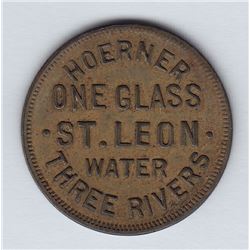 HOERNER
ONE GLASS
· ST. LEON ·
WATER
THREE RIVERS